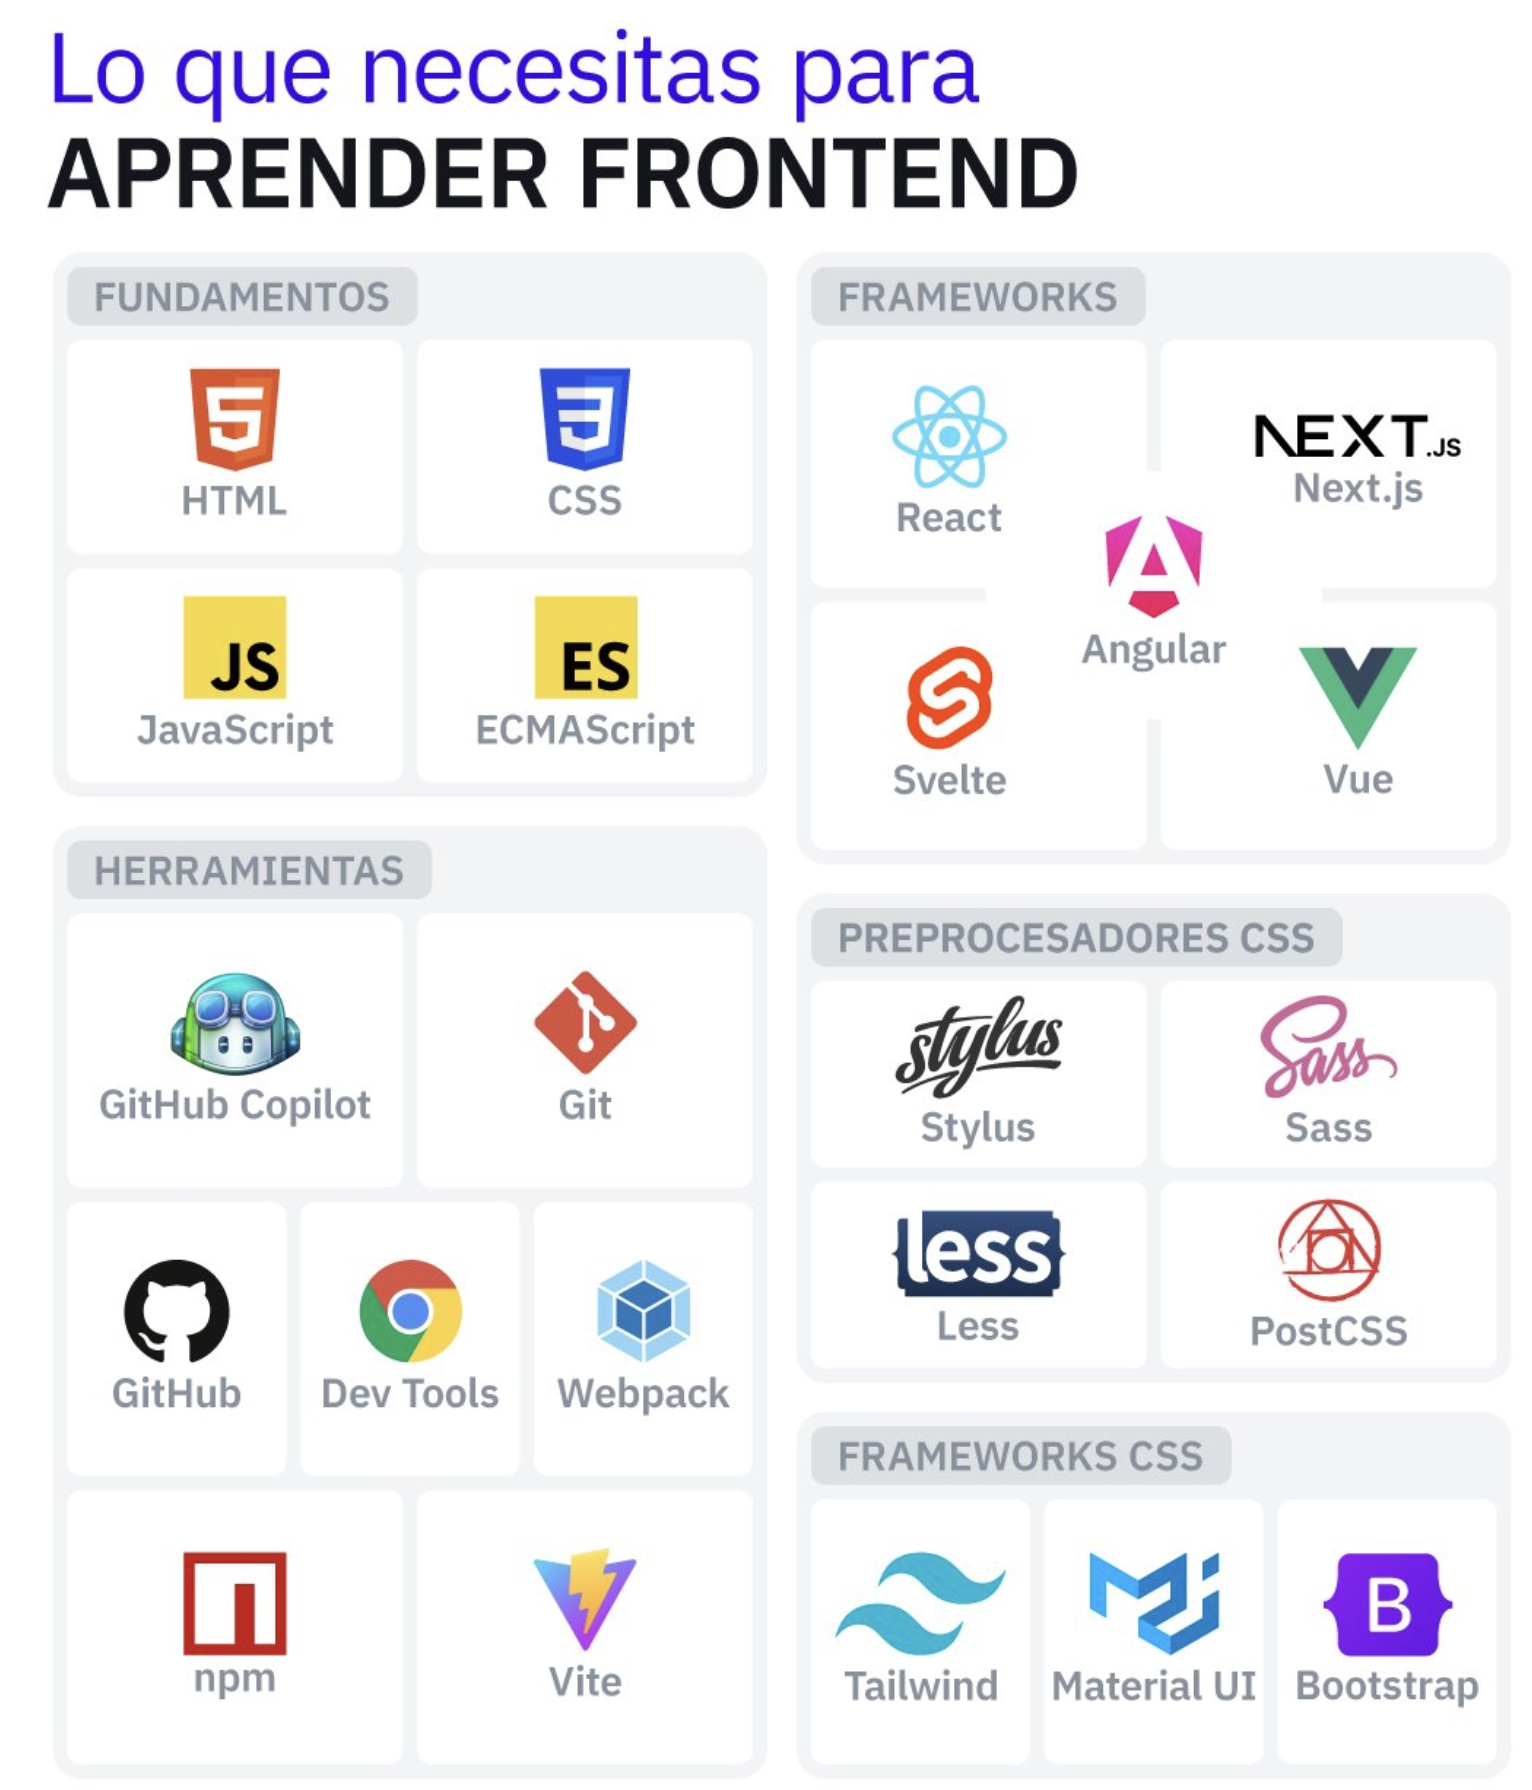 Lo que necesitas para
APRENDER FRONTEND
FUNDAMENTOS
HTML
CSS
JS
JavaScript
ES
ECMAScript
HERRAMIENTAS
GitHub Copilot
Git
GitHub
Dev Tools
Webpack
npm
Vite
FRAMEWORKS
React
NEXT.JS
Next.js
Angular
Svelte
Vue
PREPROCESADORES CSS
stylus
Stylus
Sass
Sass
{less}
Less
PostCSS
FRAMEWORKS CSS
Tailwind
Material UI
B
Bootstrap